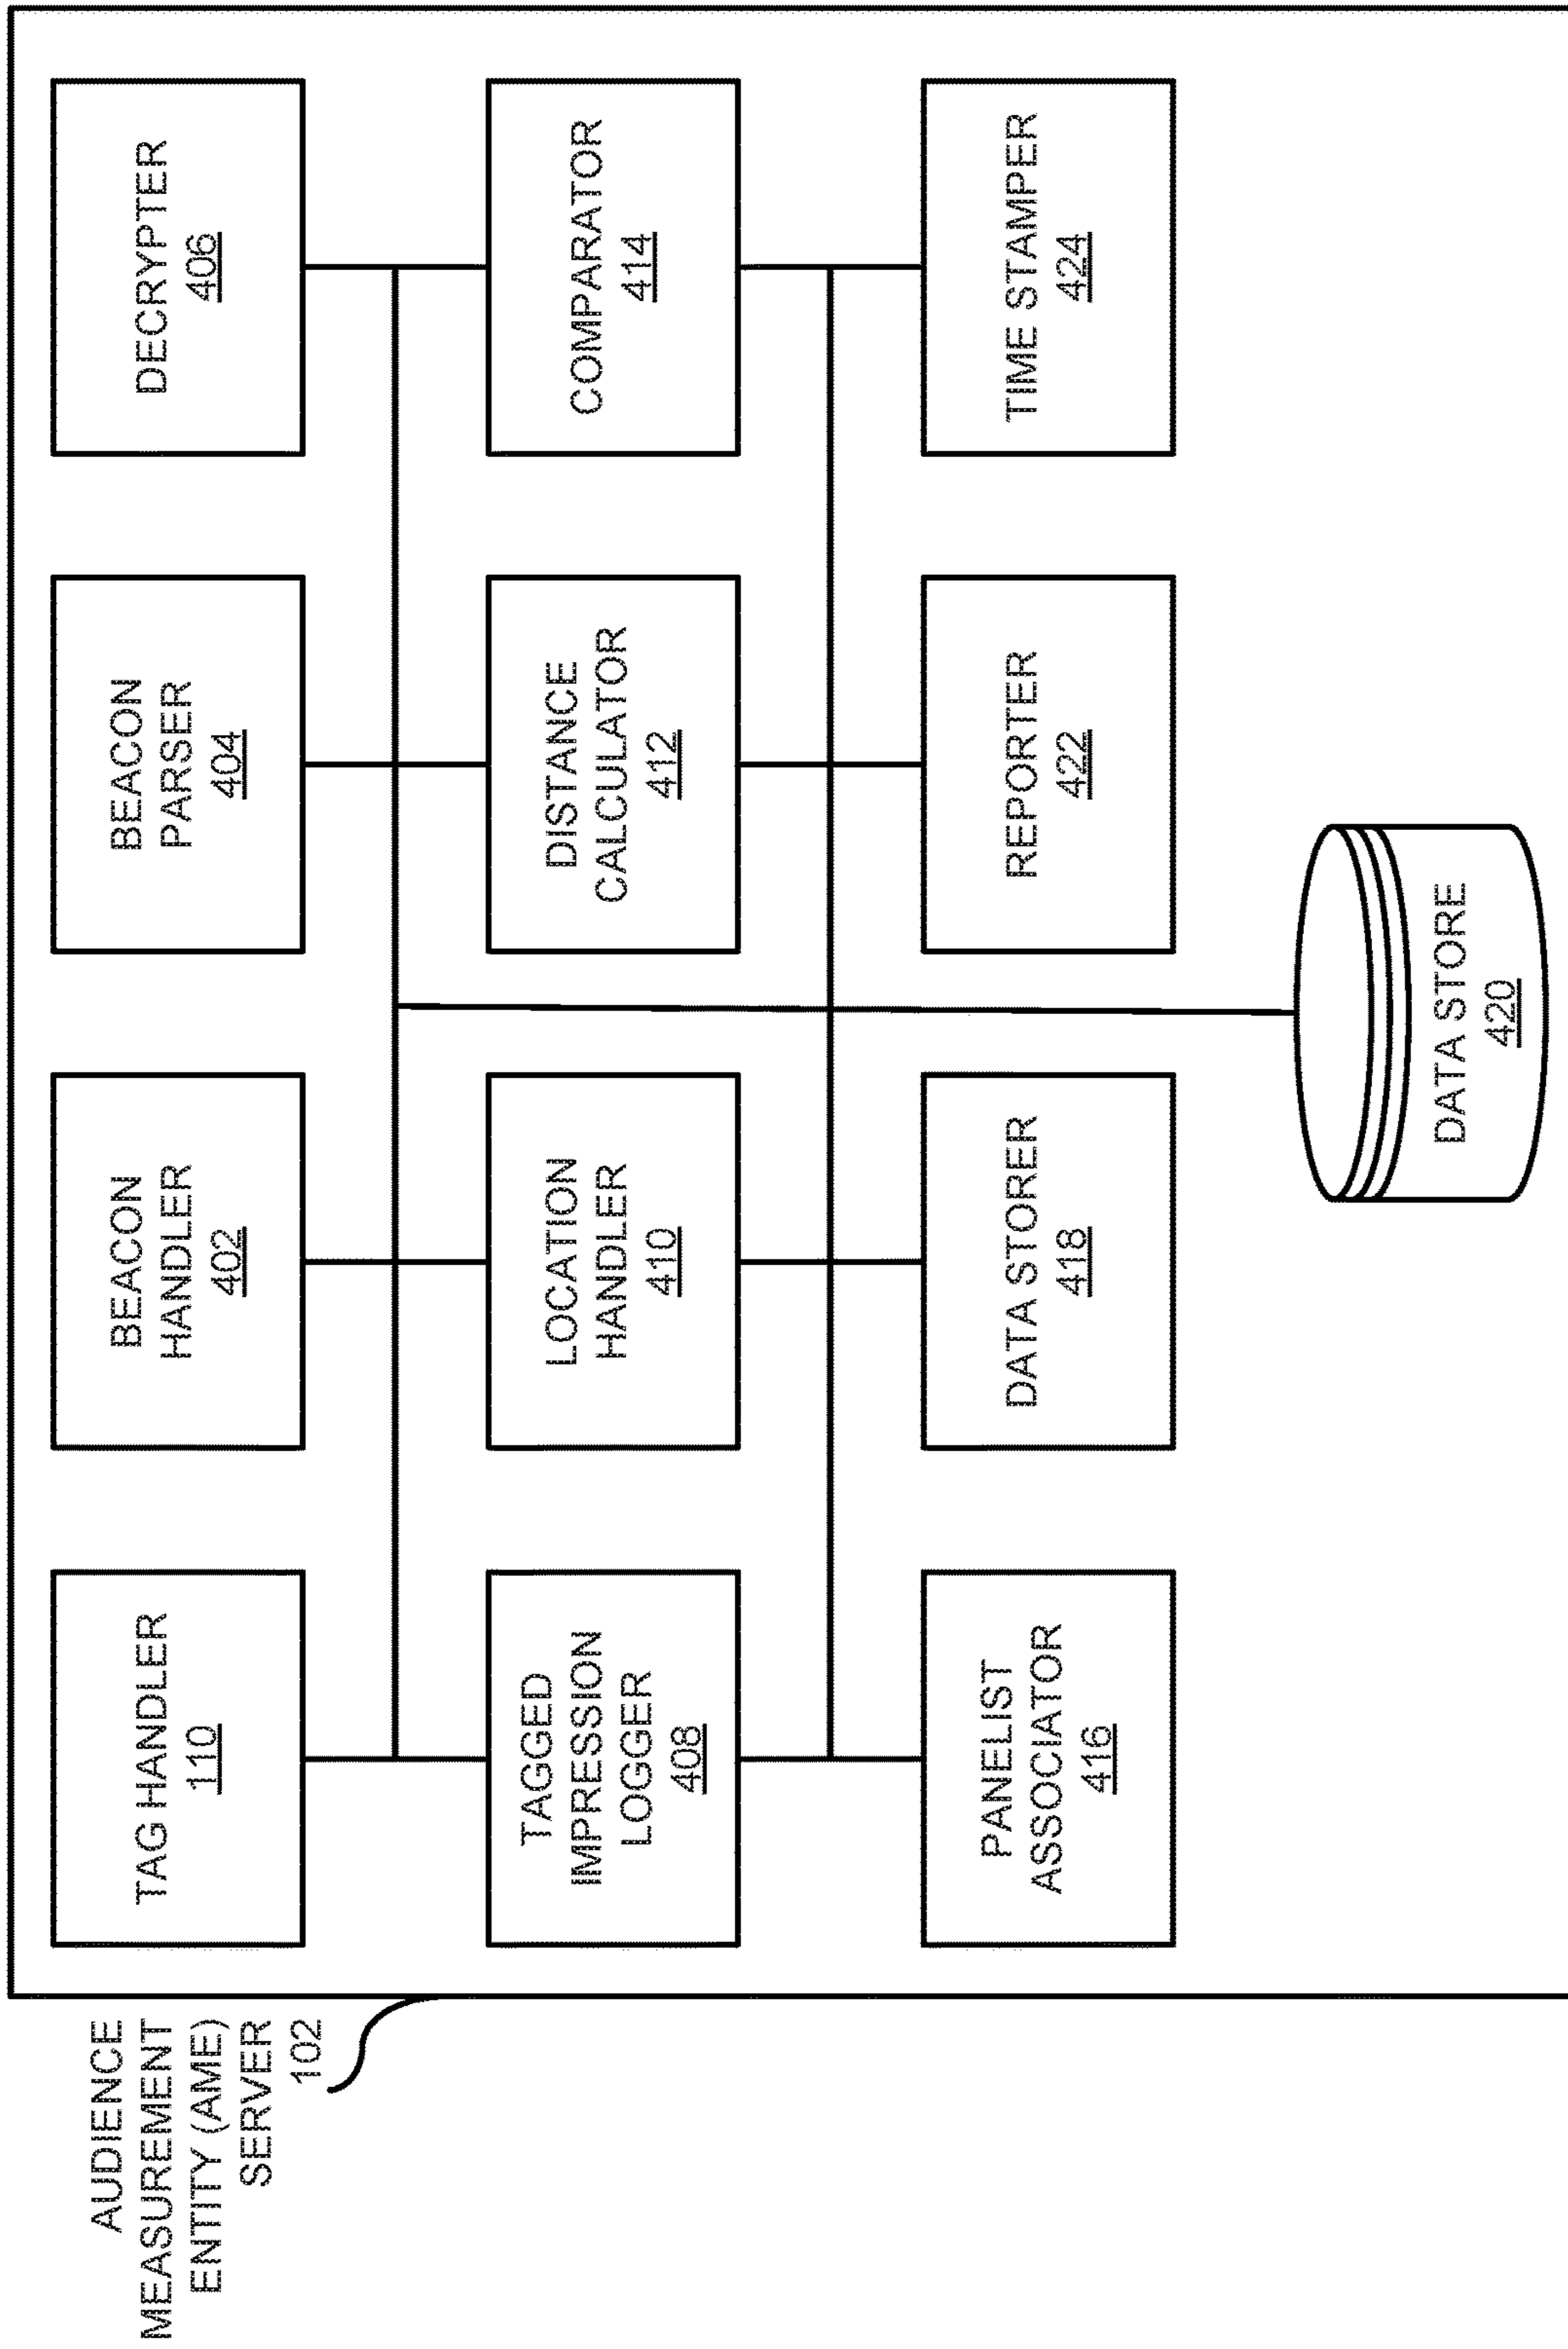 AUDIENCE
MEASUREMENT
ENTITY (AME)
SERVER
102
TAG HANDLER
110
BEACON
HANDLER
402
BEACON
PARSER
404
DECRYPTER
406
TAGGED
IMPRESSION
LOGGER
408
LOCATION
HANDLER
410
DISTANCE
CALCULATOR
412
COMPARATOR
414
PANELIST
ASSOCIATOR
416
DATA STORER
418
REPORTER
422
TIME STAMPER
424
DATA STORE
420